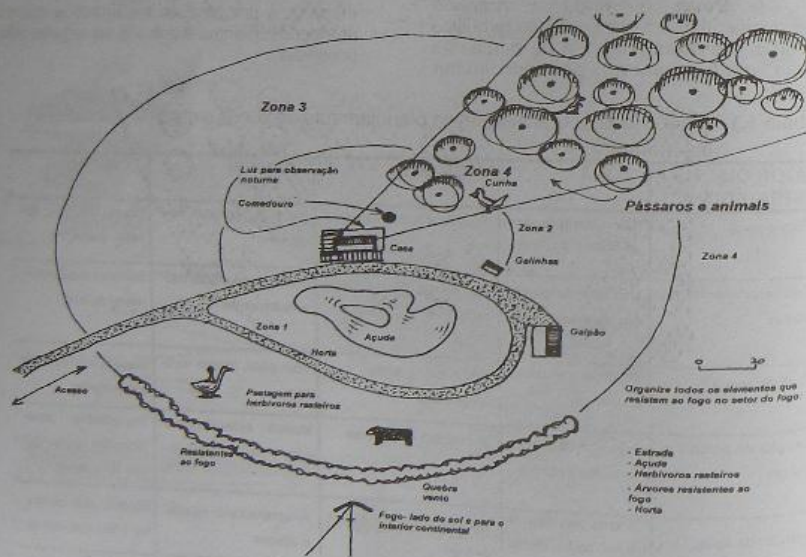 Zona 3
Luz para observação
noturna
Comedouro
Zona 4
Cunha
Pássaros e animais
Casa
Zona 2
Galinhas
Zona 4
Zona 1
Açude
Horta
Galpão
Acesso
Pastagem para
herbívoros rasteiros
Resistentes
ao fogo
Quebra
vento
Fogo- lado do sol e para o
interior continental
0 30
Organize todos os elementos que
resistem ao fogo no setor do fogo
- Estrada
- Açude
- Herbívoros rasteiros
- Árvores resistentes ao
fogo
- Horta